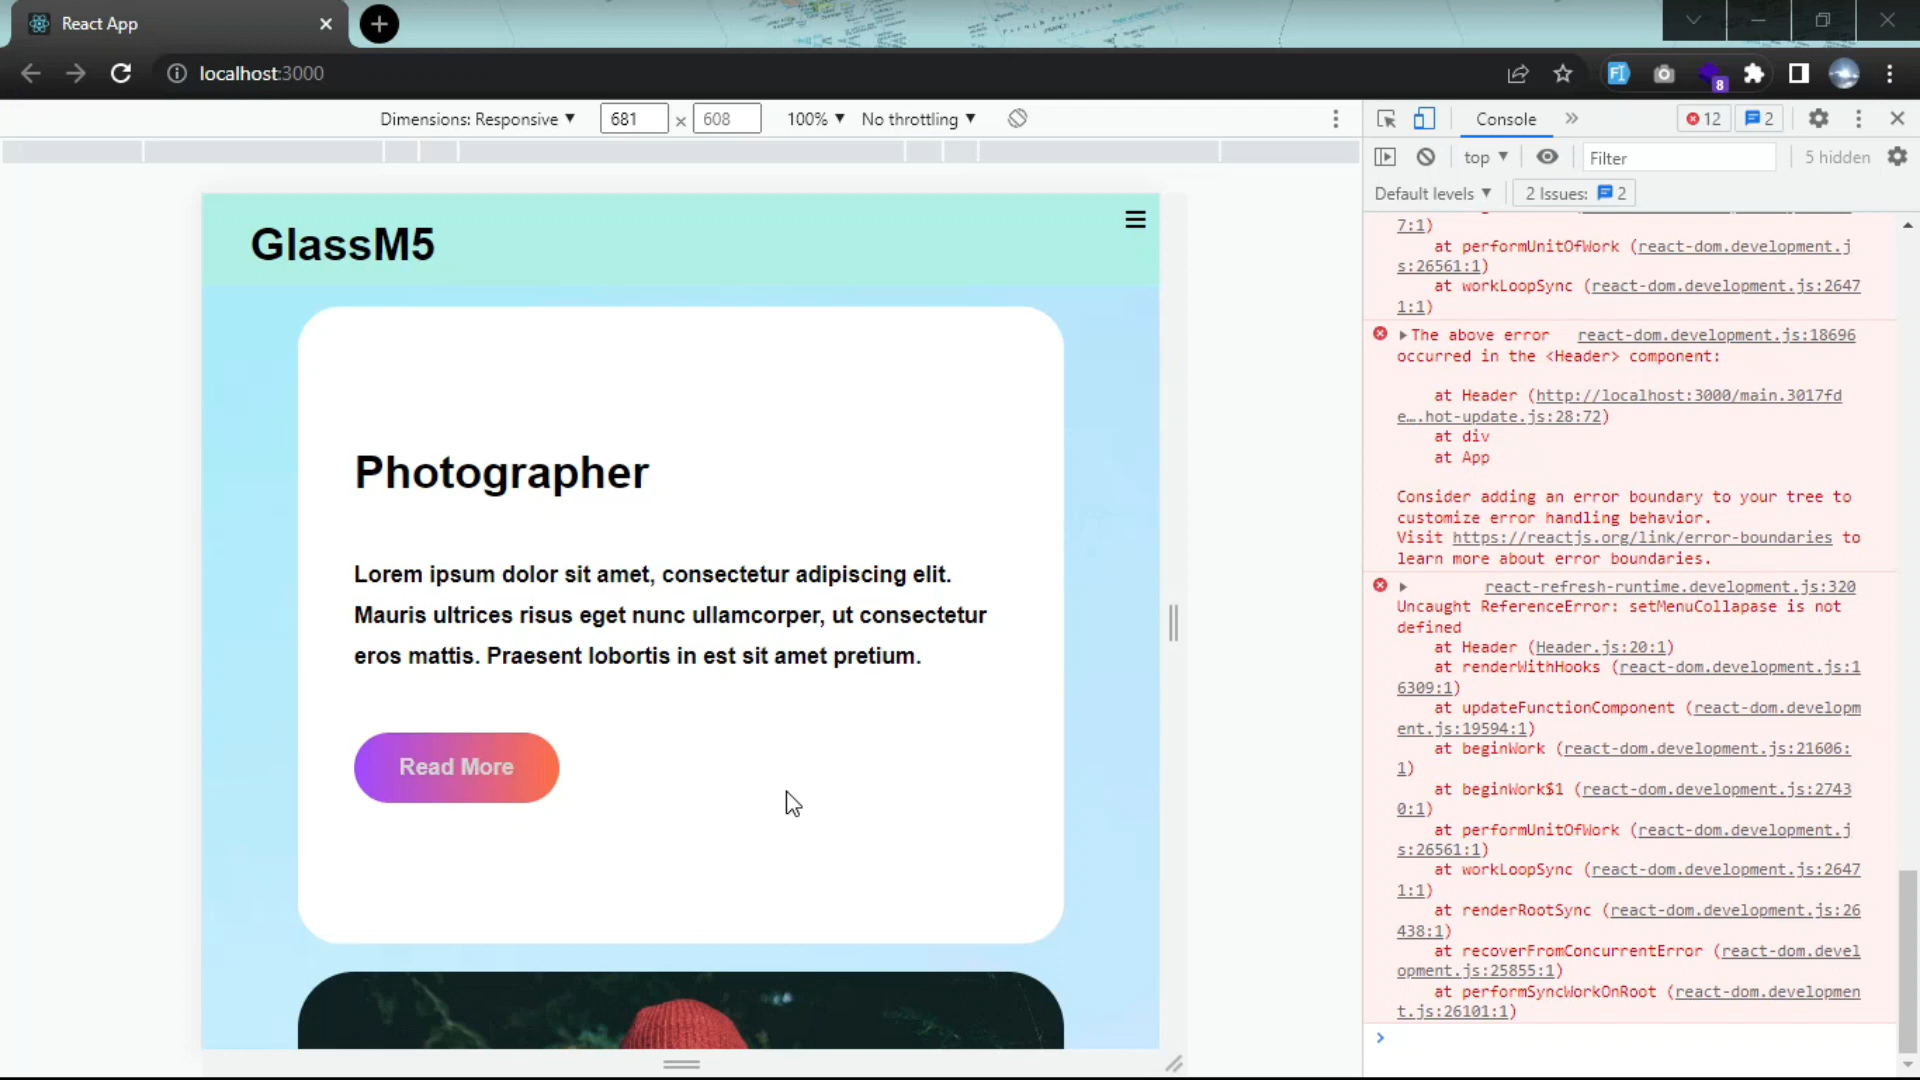 React App
localhost:3000
8
Dimensions: Responsive ▼ 681 × 608 100% ▼ No throttling ▼
Console » 12 2
top ▼ Filter 5 hidden
Default levels ▼ 2 Issues: 2
GlassM5
Photographer
Lorem ipsum dolor sit amet, consectetur adipiscing elit.
Mauris ultrices risus eget nunc ullamcorper, ut consectetur
eros mattis. Praesent lobortis in est sit amet pretium.
Read More
7:1)
at performUnitOfWork (react-dom.development.j
s:26561:1)
at workLoopSync (react-dom.development.js:2647
1:1)
The above error react-dom.development.js:18696
occurred in the <Header> component:
at Header (http://localhost:3000/main.3017fd
e….hot-update.js:28:72)
at div
at App
Consider adding an error boundary to your tree to
customize error handling behavior.
Visit https://reactjs.org/link/error-boundaries to
learn more about error boundaries.
react-refresh-runtime.development.js:320
Uncaught ReferenceError: setMenuCollapase is not
defined
at Header (Header.js:20:1)
at renderWithHooks (react-dom.development.js:1
6309:1)
at updateFunctionComponent (react-dom.developm
ent.js:19594:1)
at beginWork (react-dom.development.js:21606:
1)
at beginWork$1 (react-dom.development.js:2743
0:1)
at performUnitOfWork (react-dom.development.j
s:26561:1)
at workLoopSync (react-dom.development.js:2647
1:1)
at renderRootSync (react-dom.development.js:26
438:1)
at recoverFromConcurrentError (react-dom.devel
opment.js:25855:1)
at performSyncWorkOnRoot (react-dom.developmen
t.js:26101:1)